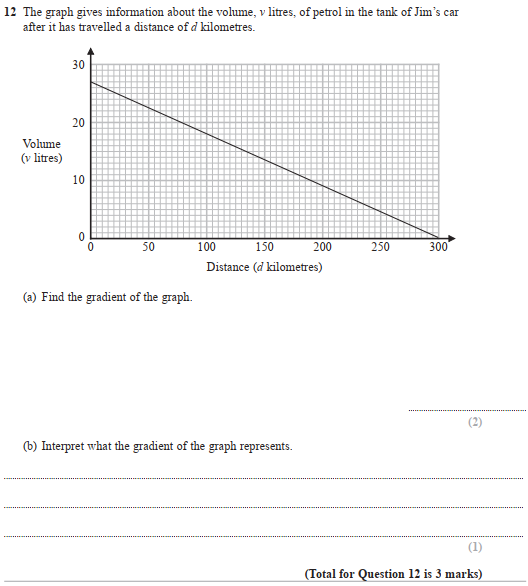 12 The graph gives information about the volume, v litres, of petrol in the tank of Jim's car
after it has travelled a distance of d kilometres.
30
20
Volume
(v litres)
10
0
0 50 100 150 200 250 300
Distance (d kilometres)
(a) Find the gradient of the graph.
(2)
(b) Interpret what the gradient of the graph represents.
(1)
(Total for Question 12 is 3 marks)